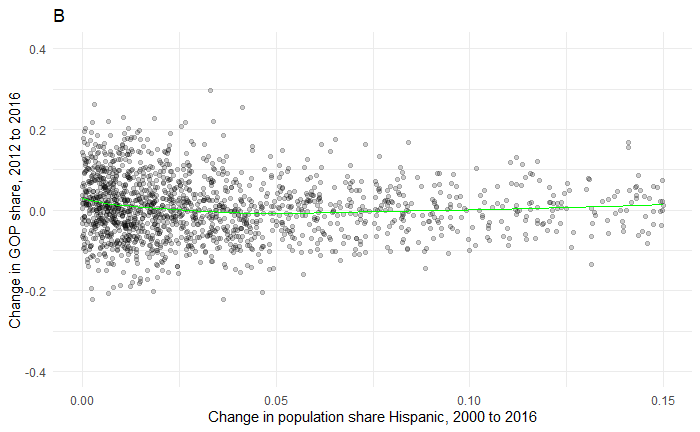 B
Change in GOP share, 2012 to 2016
0.4
0.2
0.0
-0.2
-0.4
0.00 0.05 0.10 0.15
Change in population share Hispanic, 2000 to 2016